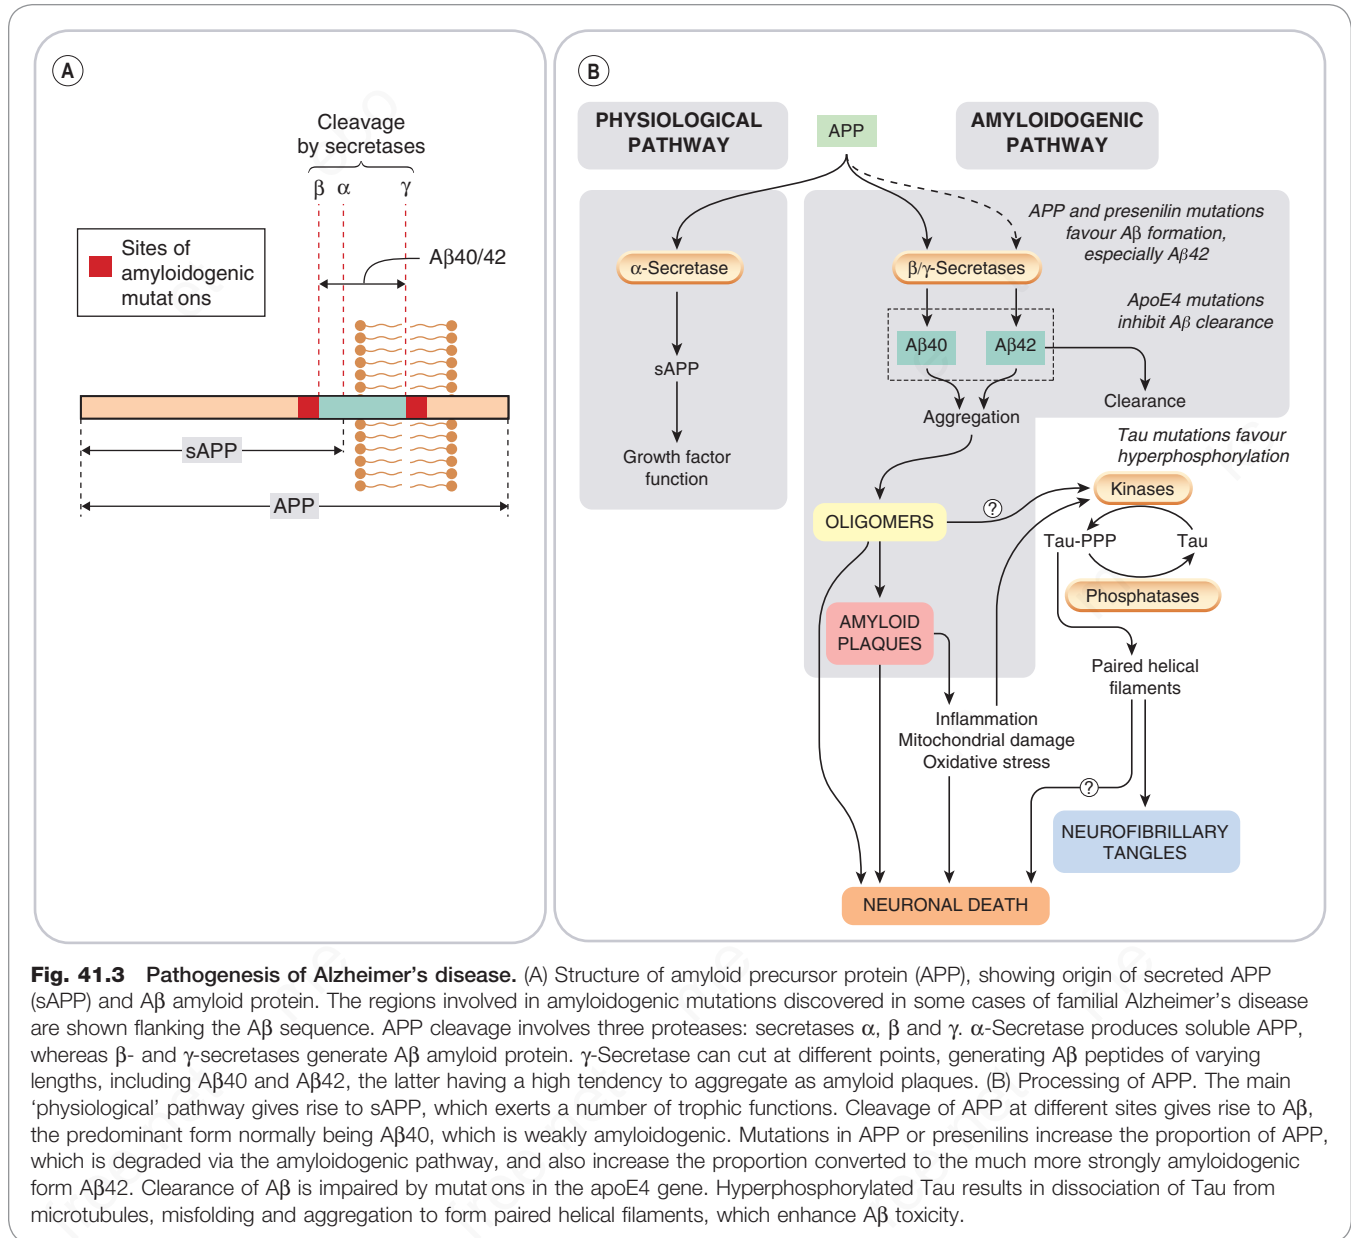 A
Cleavage
by secretases
β α γ
Sites of
amyloidogenic
mutat ons
Aβ40/42
sAPP
APP
B
PHYSIOLOGICAL
PATHWAY
APP
AMYLOIDOGENIC
PATHWAY
APP and presenilin mutations
favour Aβ formation,
especially Aβ42
α-Secretase
β/γ-Secretases
ApoE4 mutations
inhibit Aβ clearance
Aβ40
Aβ42
sAPP
Clearance
Aggregation
Tau mutations favour
hyperphosphorylation
Growth factor
function
Kinases
OLIGOMERS
?
Tau-PPP
Tau
Phosphatases
AMYLOID
PLAQUES
Paired helical
filaments
Inflammation
Mitochondrial damage
Oxidative stress
?
NEUROFIBRILLARY
TANGLES
NEURONAL DEATH
Fig. 41.3 Pathogenesis of Alzheimer's disease. (A) Structure of amyloid precursor protein (APP), showing origin of secreted APP
(sAPP) and Aβ amyloid protein. The regions involved in amyloidogenic mutations discovered in some cases of familial Alzheimer's disease
are shown flanking the Aβ sequence. APP cleavage involves three proteases: secretases α, β and γ. α-Secretase produces soluble APP,
whereas β- and γ-secretases generate Aβ amyloid protein. γ-Secretase can cut at different points, generating Aβ peptides of varying
lengths, including Aβ40 and Aβ42, the latter having a high tendency to aggregate as amyloid plaques. (B) Processing of APP. The main
'physiological' pathway gives rise to sAPP, which exerts a number of trophic functions. Cleavage of APP at different sites gives rise to Aβ,
the predominant form normally being Aβ40, which is weakly amyloidogenic. Mutations in APP or presenilins increase the proportion of APP,
which is degraded via the amyloidogenic pathway, and also increase the proportion converted to the much more strongly amyloidogenic
form Aβ42. Clearance of Aβ is impaired by mutat ons in the apoE4 gene. Hyperphosphorylated Tau results in dissociation of Tau from
microtubules, misfolding and aggregation to form paired helical filaments, which enhance Aβ toxicity.